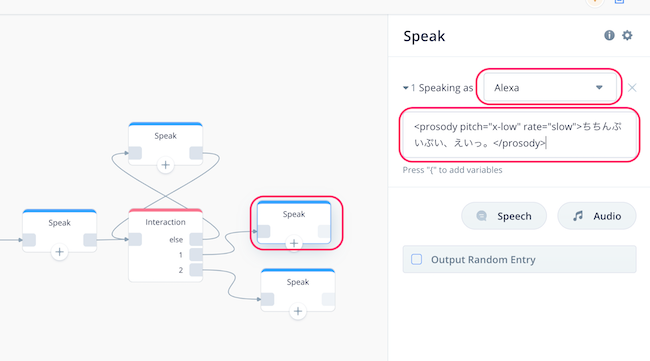 Speak
Speak
Interaction
else
1
2
Speak
Speak
Speak
1 Speaking as
Alexa
<prosody pitch="x-low" rate="slow">ちちんぷ
いぷい、えいっ。</prosody>
Press "{" to add variables
Speech
Audio
Output Random Entry